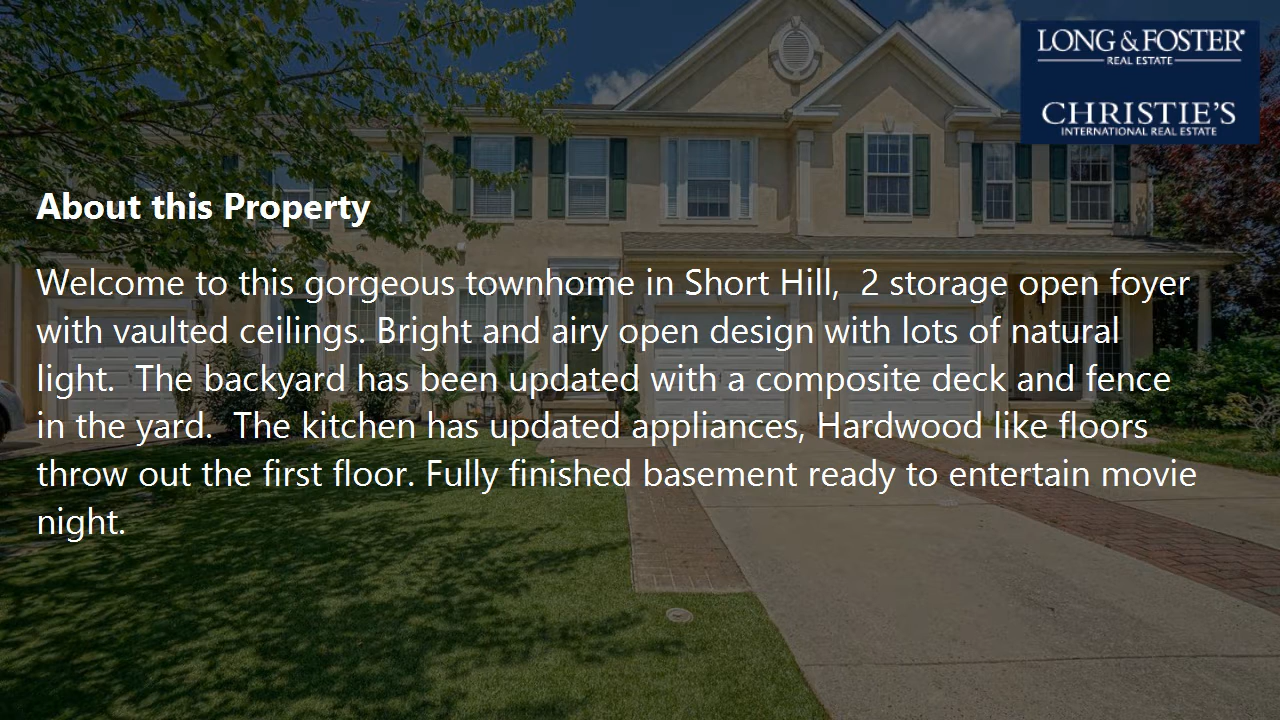 LONG & FOSTER®
REAL ESTATE
CHRISTIE'S
INTERNATIONAL REAL ESTATE
About this Property
Welcome to this gorgeous townhome in Short Hill,  2 storage open foyer
with vaulted ceilings. Bright and airy open design with lots of natural
light.  The backyard has been updated with a composite deck and fence
in the yard.  The kitchen has updated appliances, Hardwood like floors
throw out the first floor. Fully finished basement ready to entertain movie
night.